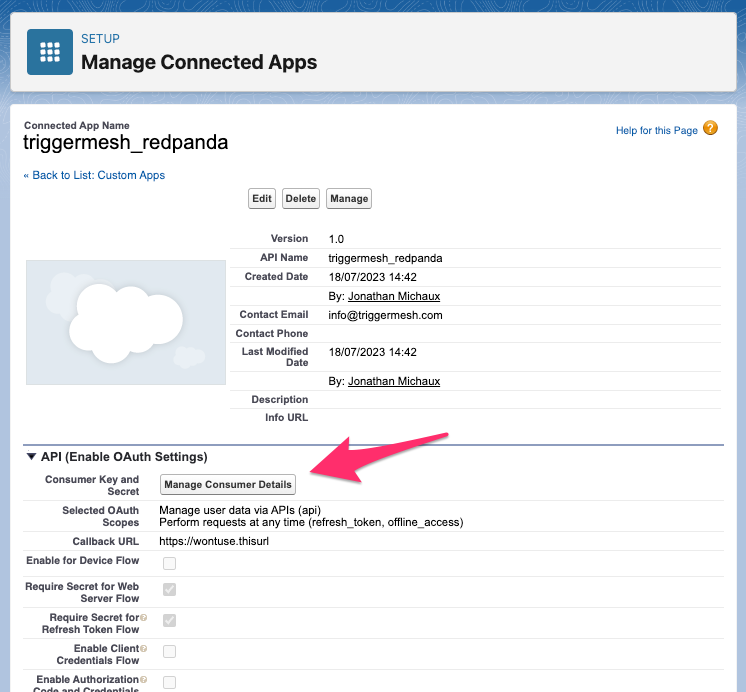 SETUP
Manage Connected Apps
Connected App Name
triggermesh_redpanda
Help for this Page ?
« Back to List: Custom Apps
Edit Delete Manage
Version 1.0
API Name triggermesh_redpanda
Created Date 18/07/2023 14:42
By: Jonathan Michaux
Contact Email info@triggermesh.com
Contact Phone
Last Modified
Date 18/07/2023 14:42
By: Jonathan Michaux
Description
Info URL
API (Enable OAuth Settings)
Consumer Key and
Secret
Manage Consumer Details
Selected OAuth
Scopes
Manage user data via APIs (api)
Perform requests at any time (refresh_token, offline_access)
Callback URL https://wontuse.thisurl
Enable for Device Flow
Require Secret for Web
Server Flow
Require Secret for ?
Refresh Token Flow
Enable Client ?
Credentials Flow
Enable Authorization ?
Code and Credentials